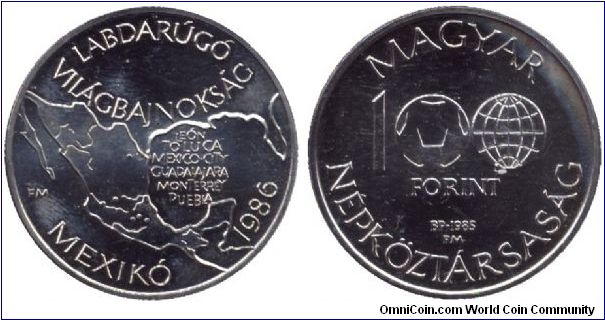 LABDARÚGÓ
VILÁGBAJNOKSÁG
LEÓN
TOLUCA
MEXICO-CITY
GUADALAJARA
MONTERREY
PUEBLA
FM
1986
MEXIKÓ
MAGYAR
100
FORINT
BP·1985
FM
NÉPKÖZTÁRSASÁG
OmniCoin.com World Coin Community